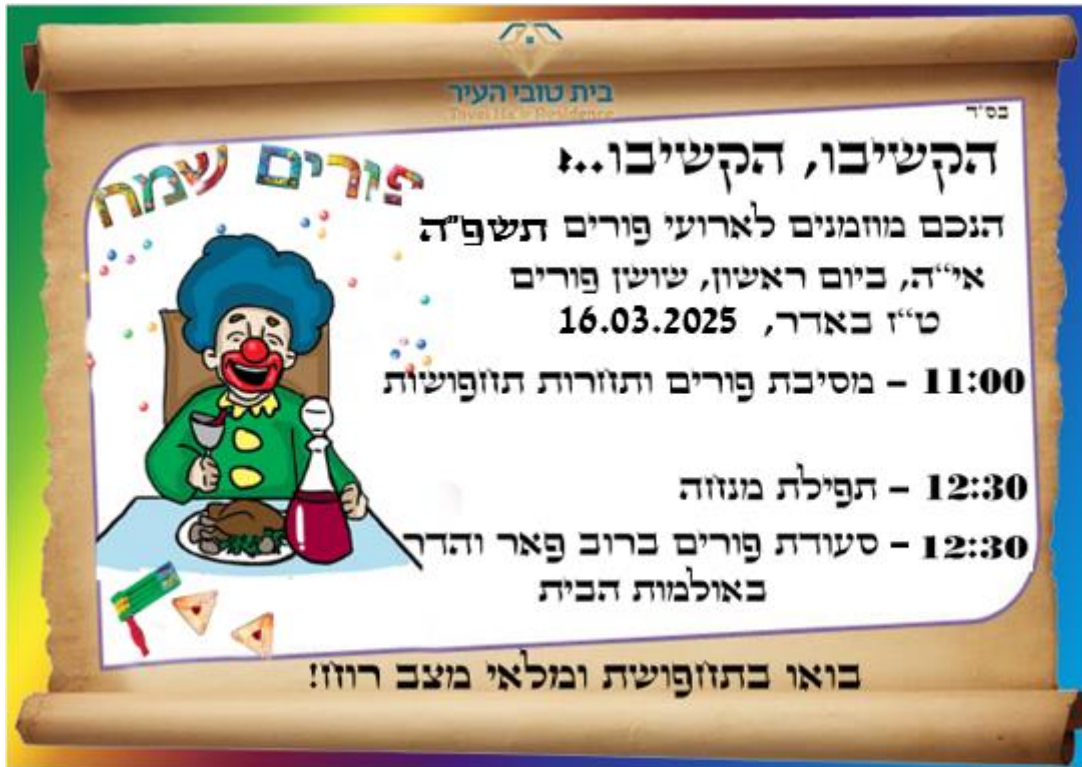 בית טובי העיר
Tovei Ha'ir Residence
בס"ד
פורים שמח
הקשיבו, הקשיבו..!
הנכם מוזמנים לארועי פורים תשפ"ה
אי"ה, ביום ראשון, שושן פורים
ט"ז באדר, 16.03.2025
11:00 – מסיבת פורים ותחרות תחפושות
12:30 – תפילת מנחה
12:30 – סעודת פורים ברוב פאר והדר
באולמות הבית
בואו בתחפושת ומלאי מצב רוח!